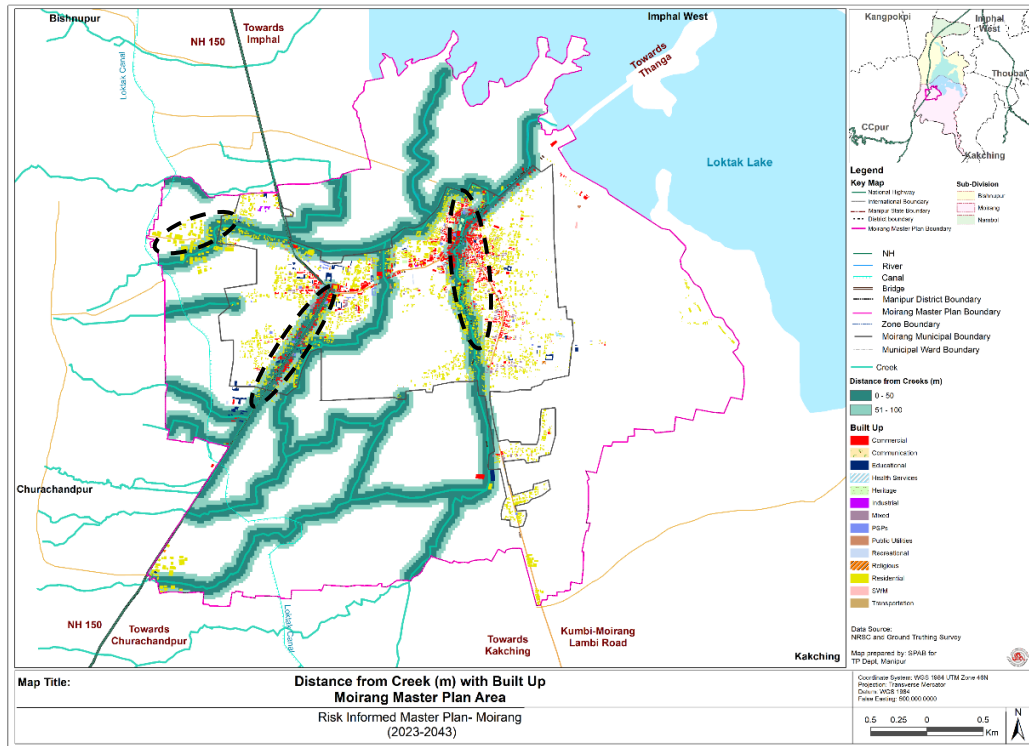 Bishnupur
NH 150
Towards
Imphal
Imphal West
Towards
Thanga
Loktak Canal
Loktak Lake
Churachandpur
NH 150
Towards
Churachandpur
Loktak Canal
Towards
Kakching
Kumbi-Moirang
Lambi Road
Kakching
Kangpokpi
Imphal
West
Thoubal
CCpur
Kakching
Legend
Key Map
National Highway
International Boundary
Manipur State Boundary
District boundary
Moirang Master Plan Boundary
Sub-Division
Bishnupur
Moirang
Nambol
NH
River
Canal
Bridge
Manipur District Boundary
Moirang Master Plan Boundary
Zone Boundary
Moirang Municipal Boundary
Municipal Ward Boundary
Creek
Distance from Creeks (m)
0 - 50
51 - 100
Built Up
Commercial
Communication
Educational
Health Services
Heritage
Industrial
Mixed
PSPs
Public Utilities
Recreational
Religious
Residential
SWM
Transportation
Data Source:
NRSC and Ground Truthing Survey
Map prepared by: SPAB for
TP Dept, Manipur
Map Title:
Distance from Creek (m) with Built Up
Moirang Master Plan Area
Risk Informed Master Plan- Moirang
(2023-2043)
Coordinate System: WGS 1984 UTM Zone 46N
Projection: Transverse Mercator
Datum: WGS 1984
False Easting: 500,000.0000
N
0.5 0.25 0 0.5
Km